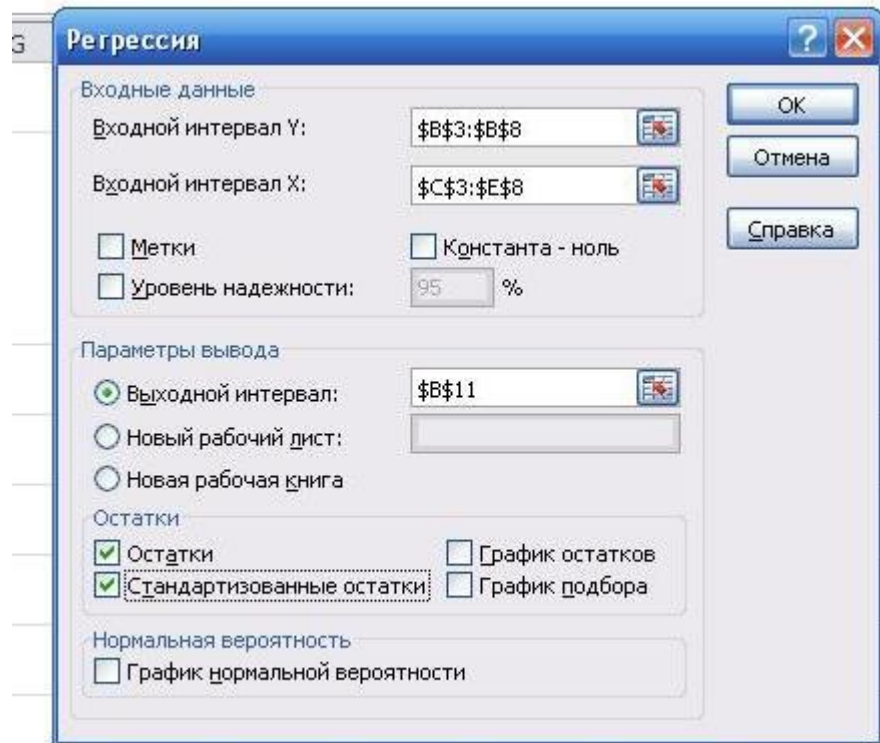 G
Регрессия
Входные данные
Входной интервал Y: $B$3:$B$8
Входной интервал X: $C$3:$E$8
Метки Константа - ноль
Уровень надежности: 95 %
OK
Отмена
Справка
Параметры вывода
Выходной интервал: $B$11
Новый рабочий лист:
Новая рабочая книга
Остатки
Остатки График остатков
Стандартизованные остатки График подбора
Нормальная вероятность
График нормальной вероятности